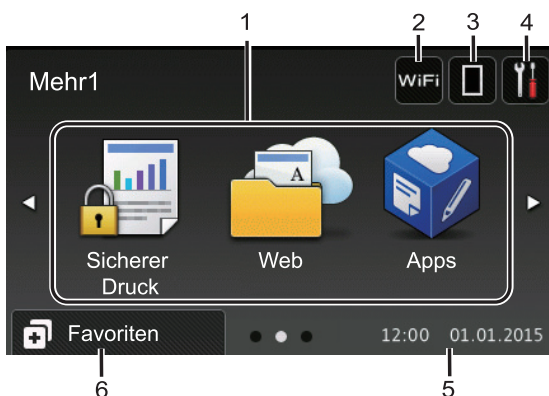 1 2 3 4
Mehr1
WiFi
A
Sicherer
Druck
Web
Apps
Favoriten
12:00 01.01.2015
6 5